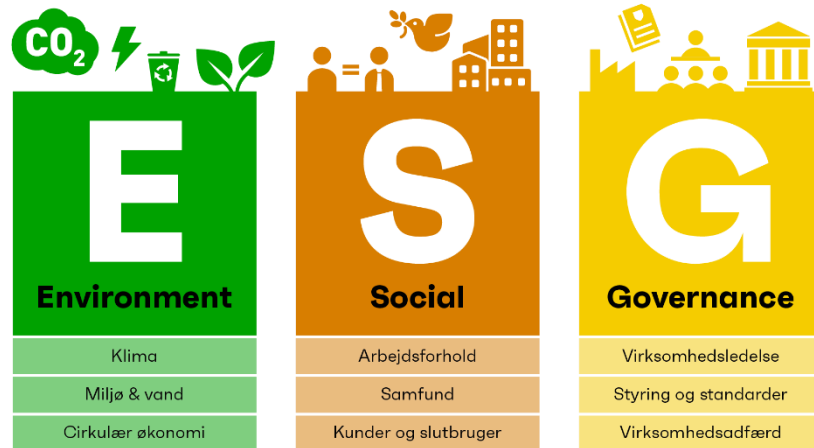 CO2
E
Environment
Klima
Miljø & vand
Cirkulær økonomi
S
Social
Arbejdsforhold
Samfund
Kunder og slutbruger
G
Governance
Virksomhedsledelse
Styring og standarder
Virksomhedsadfærd